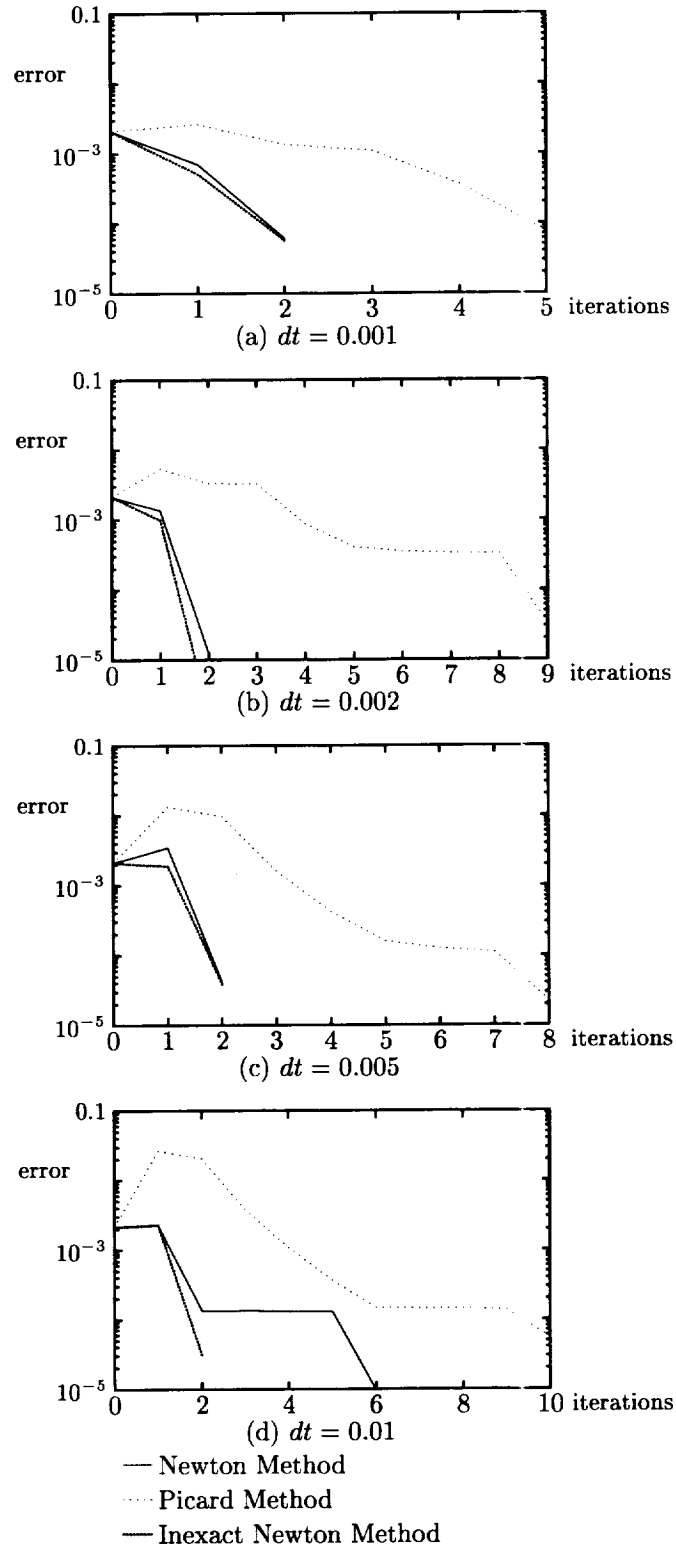 0.1
error
10⁻³
10⁻⁵
0 1 2 3 4 5 iterations
(a) dt = 0.001
0.1
error
10⁻³
10⁻⁵
0 1 2 3 4 5 6 7 8 9 iterations
(b) dt = 0.002
0.1
error
10⁻³
10⁻⁵
0 1 2 3 4 5 6 7 8 iterations
(c) dt = 0.005
0.1
error
10⁻³
10⁻⁵
0 2 4 6 8 10 iterations
(d) dt = 0.01
Newton Method
Picard Method
Inexact Newton Method